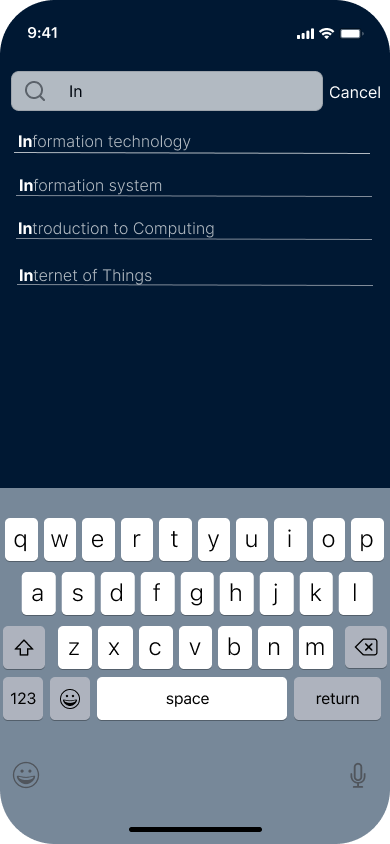 9:41
In Cancel
Information technology
Information system
Introduction to Computing
Internet of Things
q w e r t y u i o p
a s d f g h j k l
z x c v b n m
123 space return